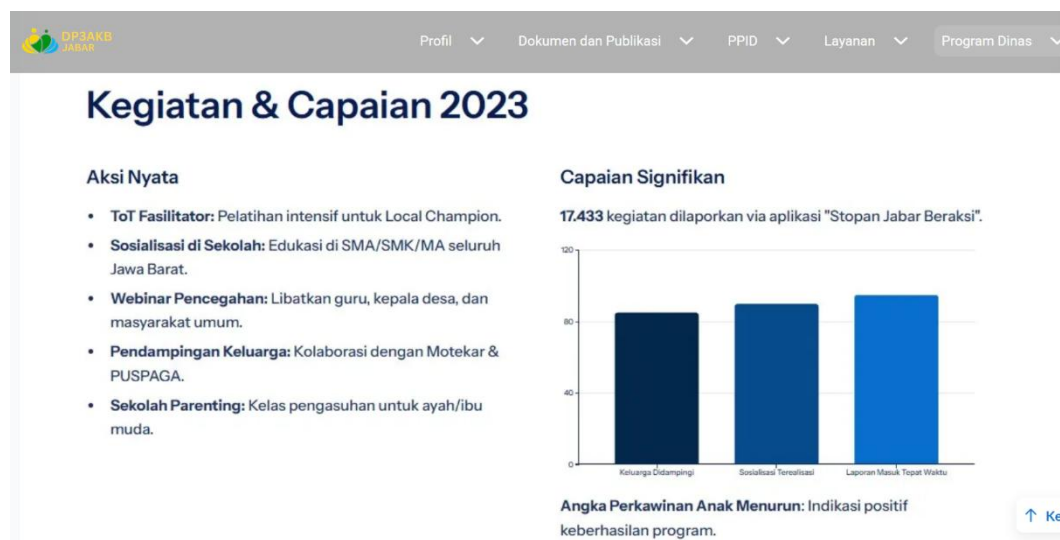 DP3AKB
JABAR
Profil
Dokumen dan Publikasi
PPID
Layanan
Program Dinas
Kegiatan & Capaian 2023
Aksi Nyata
• ToT Fasilitator: Pelatihan intensif untuk Local Champion.
• Sosialisasi di Sekolah: Edukasi di SMA/SMK/MA seluruh
Jawa Barat.
• Webinar Pencegahan: Libatkan guru, kepala desa, dan
masyarakat umum.
• Pendampingan Keluarga: Kolaborasi dengan Motekar &
PUSPAGA.
• Sekolah Parenting: Kelas pengasuhan untuk ayah/ibu
muda.
Capaian Signifikan
17.433 kegiatan dilaporkan via aplikasi "Stopan Jabar Beraksi".
120
80
40
0
Keluarga Didampingi
Sosialisasi Terealisasi
Laporan Masuk Tepat Waktu
Angka Perkawinan Anak Menurun: Indikasi positif
keberhasilan program.
↑ Ke